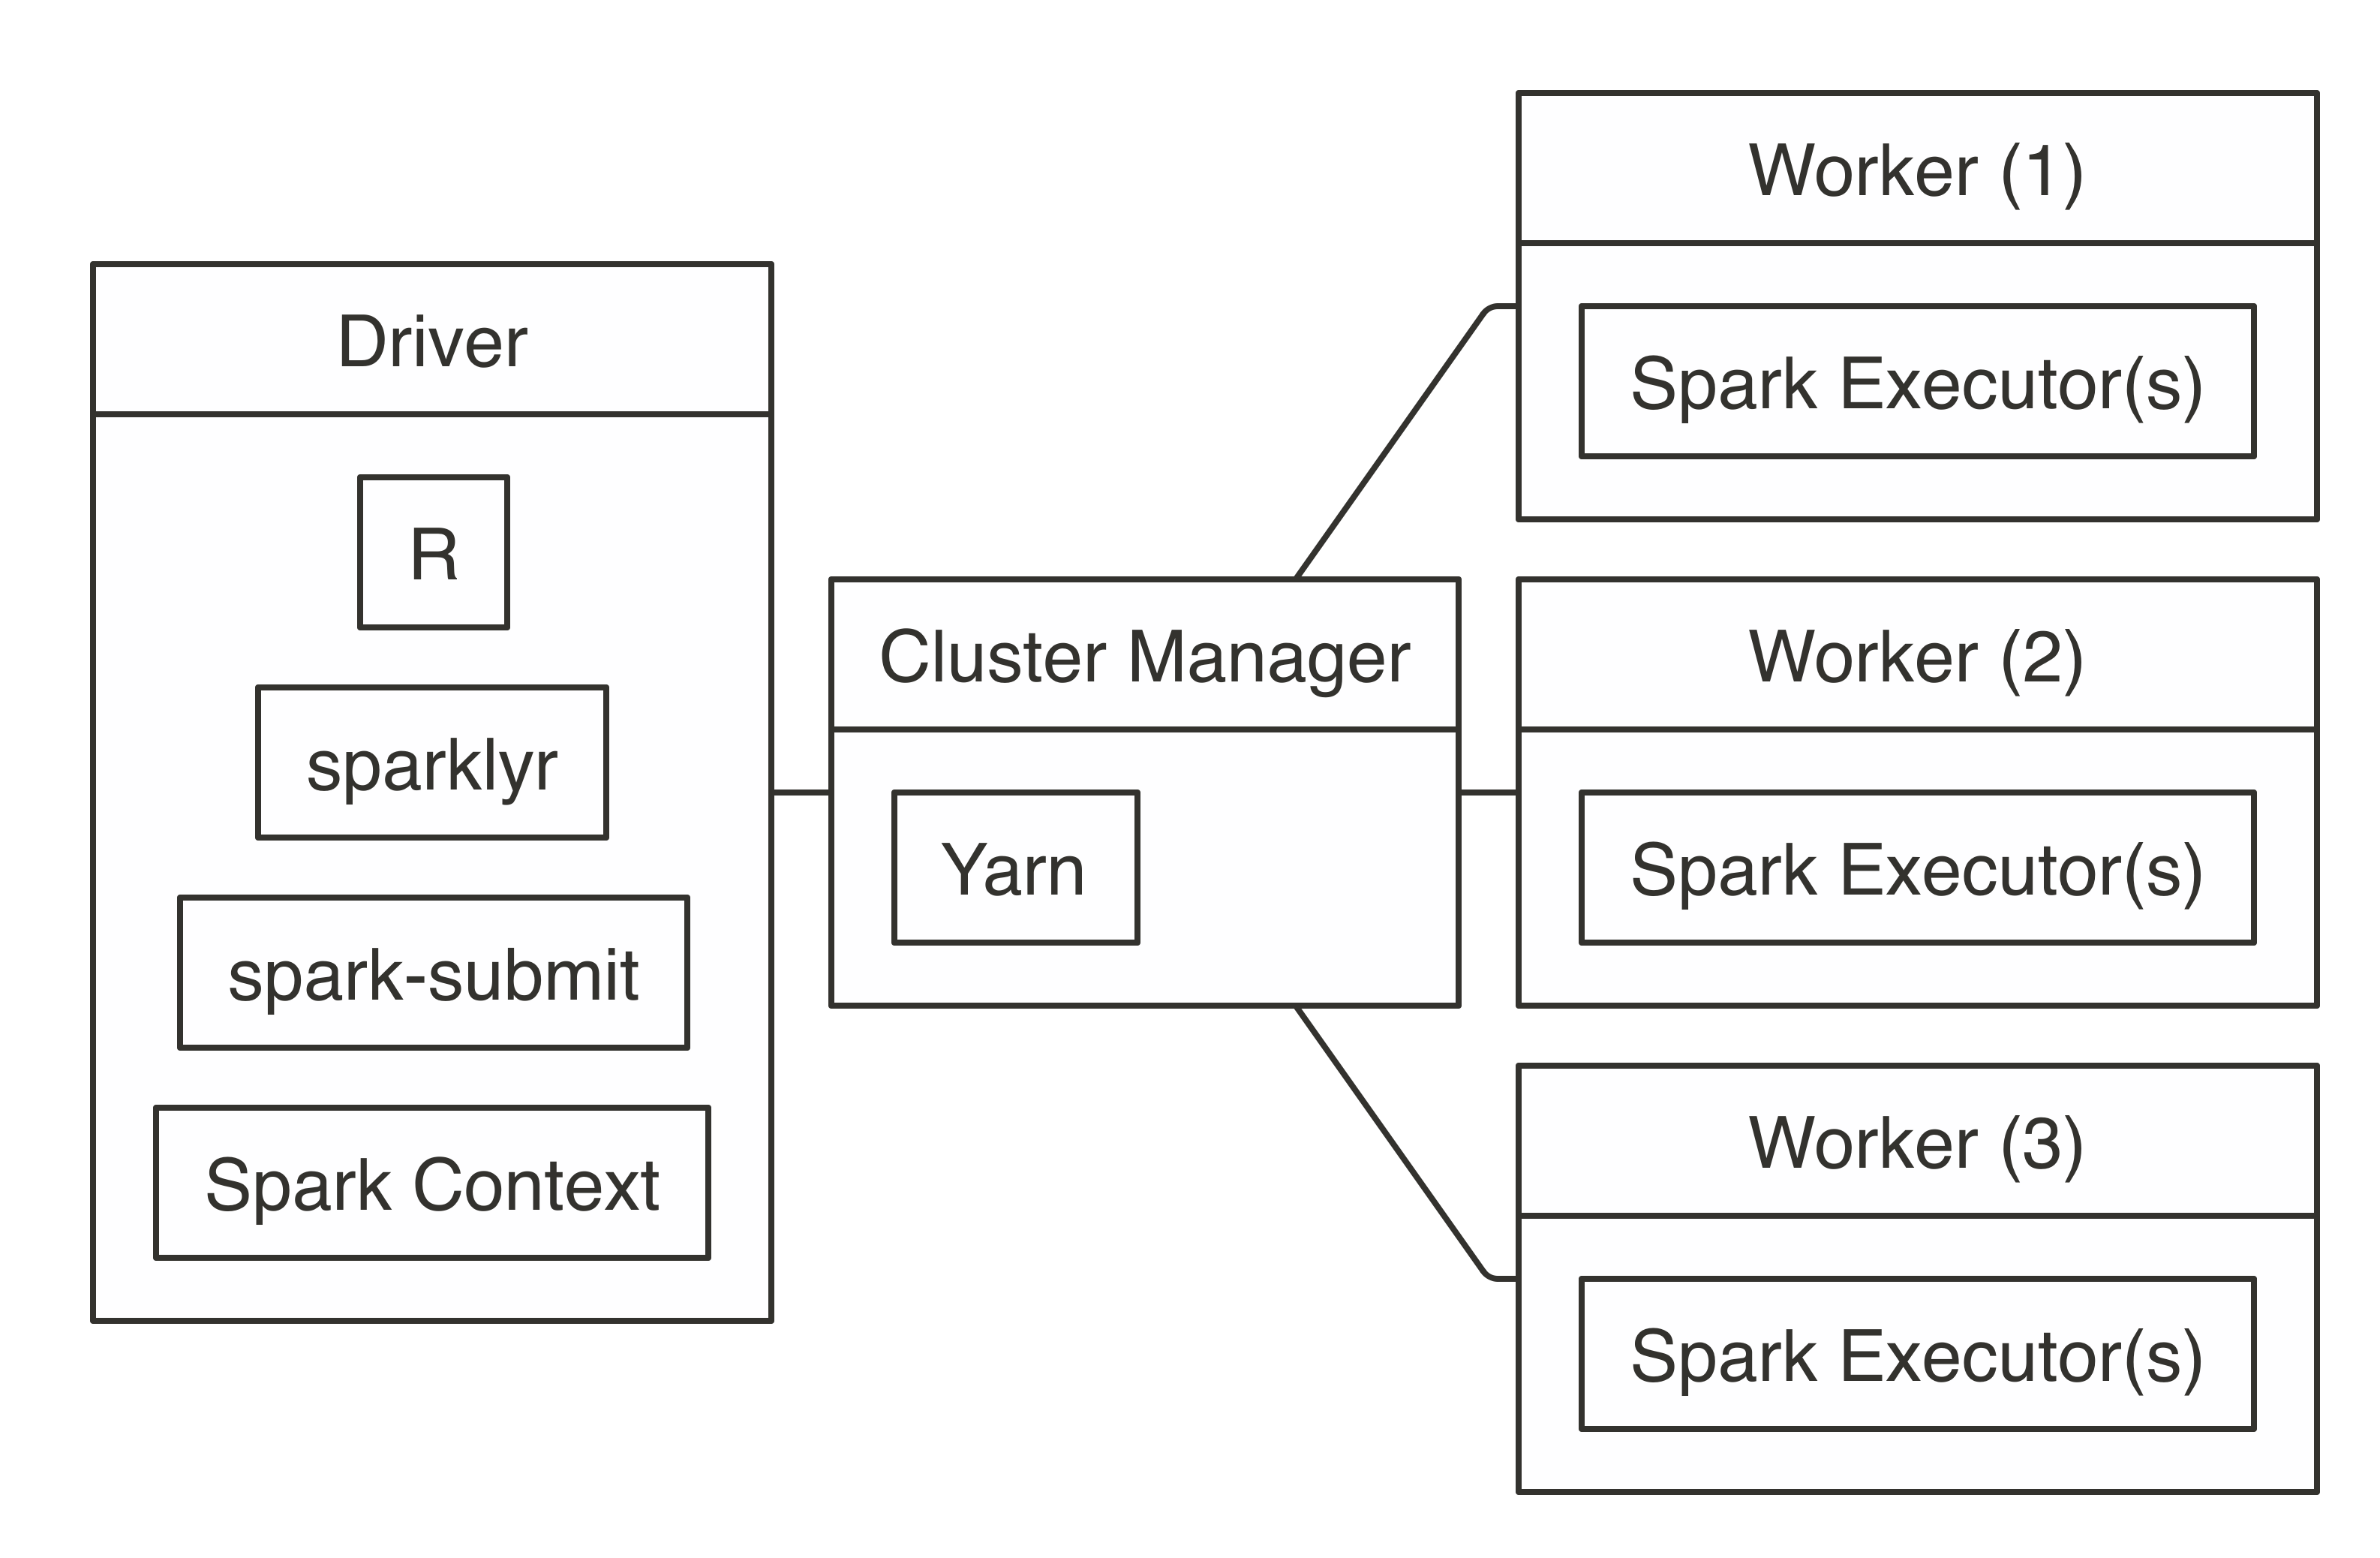 Driver
R
sparklyr
spark-submit
Spark Context
Cluster Manager
Yarn
Worker (1)
Spark Executor(s)
Worker (2)
Spark Executor(s)
Worker (3)
Spark Executor(s)